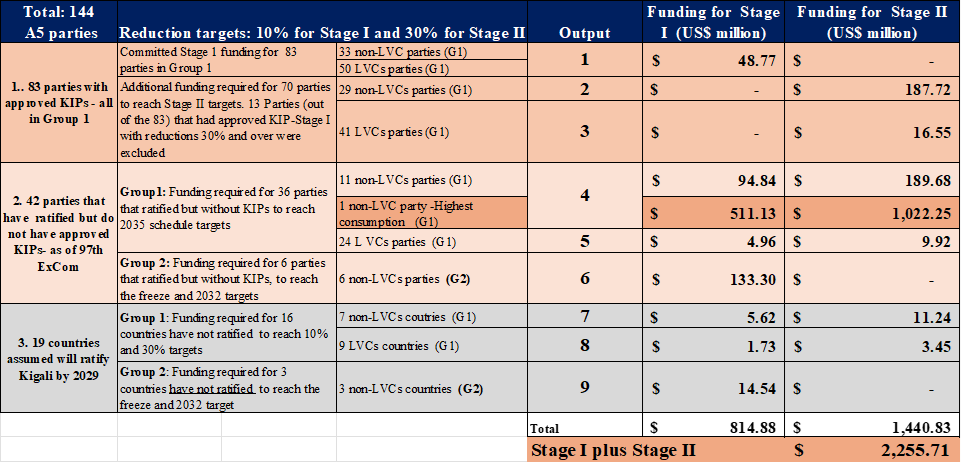 Total: 144
A5 parties
Reduction targets: 10% for Stage I and 30% for Stage II
Output
Funding for Stage
I (US$ million)
Funding for Stage II
(US$ million)
1.. 83 parties with
approved KIPs - all
in Group 1
Committed Stage 1 funding for 83
parties in Group 1
33 non-LVC parties (G1)
50 LVCs parties (G1)
1
$ 48.77
$ -
Additional funding required for 70 parties
to reach Stage II targets. 13 Parties (out
of the 83) that had approved KIP-Stage I
with reductions 30% and over were
excluded
29 non-LVC parties (G1)
2
$ -
$ 187.72
41 LVCs parties (G1)
3
$ -
$ 16.55
2. 42 parties that
have ratified but do
not have approved
KIPs- as of 97th
ExCom
Group1: Funding required for 36 parties
that ratified but without KIPs to reach
2035 schedule targets
11 non-LVCs parties (G1)
4
$ 94.84
$ 189.68
1 non-LVC party -Highest
consumption (G1)
$ 511.13
$ 1,022.25
24 L VCs parties (G1)
5
$ 4.96
$ 9.92
Group 2: Funding required for 6 parties
that ratified but without KIPs, to reach
the freeze and 2032 targets
6 non-LVCs parties (G2)
6
$ 133.30
$ -
3. 19 countries
assumed will ratify
Kigali by 2029
Group 1: Funding required for 16
countries have not ratified to reach 10%
and 30% targets
7 non-LVCs coutries (G1)
7
$ 5.62
$ 11.24
9 LVCs countries (G1)
8
$ 1.73
$ 3.45
Group 2: Funding required for 3
countries have not ratified to reach the
freeze and 2032 target
3 non-LVCs countries (G2)
9
$ 14.54
$ -
Total
$ 814.88
$ 1,440.83
Stage I plus Stage II
$ 2,255.71